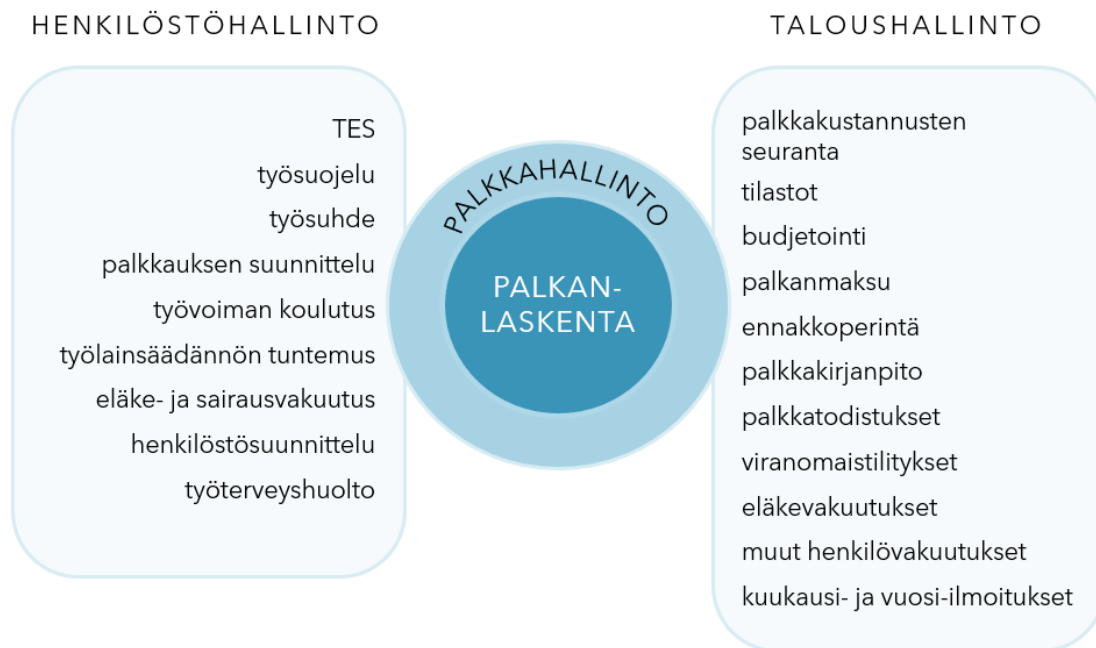 HENKILÖSTÖHALLINTO
TES
työsuojelu
työsuhde
palkkauksen suunnittelu
työvoiman koulutus
työlainsäädännön tuntemus
eläke- ja sairausvakuutus
henkilöstösuunnittelu
työterveyshuolto
PALKKAHALLINTO
PALKAN-
LASKENTA
TALOUSHALLINTO
palkkakustannusten
seuranta
tilastot
budjetointi
palkanmaksu
ennakkoperintä
palkkakirjanpito
palkkatodistukset
viranomaistilitykset
eläkevakuutukset
muut henkilövakuutukset
kuukausi- ja vuosi-ilmoitukset